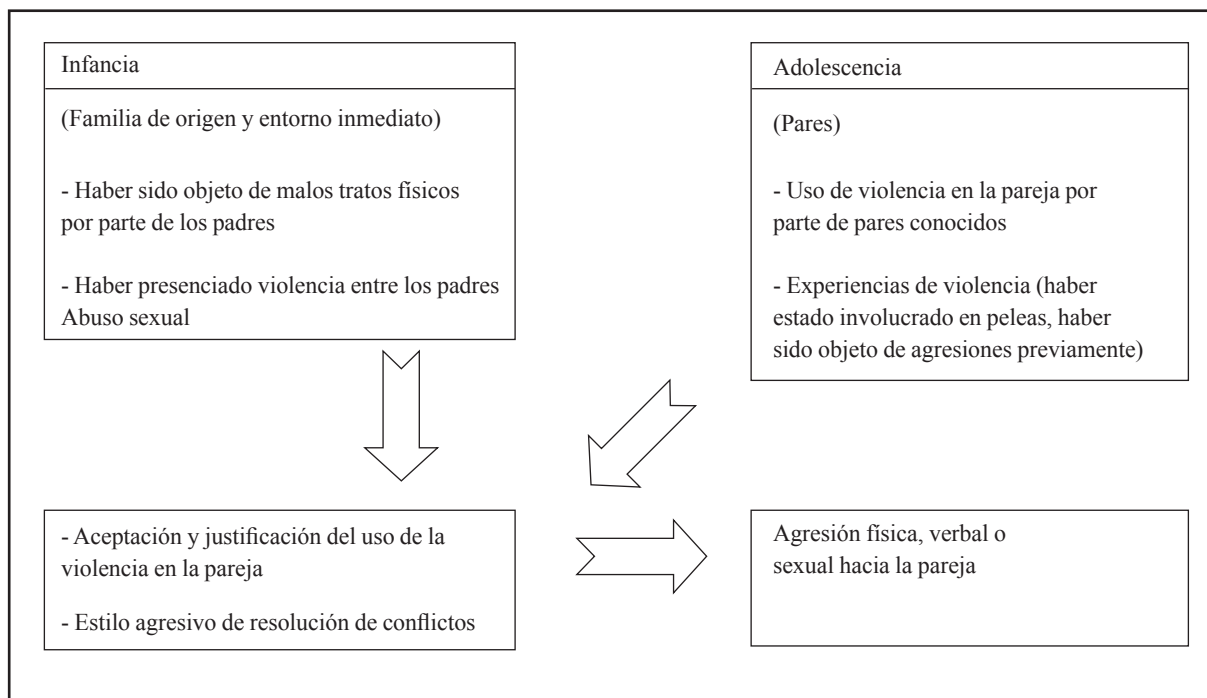 Infancia
(Familia de origen y entorno inmediato)
- Haber sido objeto de malos tratos físicos
por parte de los padres
- Haber presenciado violencia entre los padres
Abuso sexual
Adolescencia
(Pares)
- Uso de violencia en la pareja por
parte de pares conocidos
- Experiencias de violencia (haber
estado involucrado en peleas, haber
sido objeto de agresiones previamente)
- Aceptación y justificación del uso de la
violencia en la pareja
- Estilo agresivo de resolución de conflictos
Agresión física, verbal o
sexual hacia la pareja